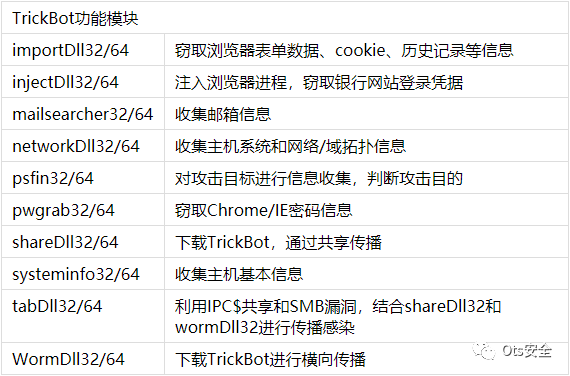 TrickBot功能模块
importDll32/64 窃取浏览器表单数据、cookie、历史记录等信息
injectDll32/64 注入浏览器进程，窃取银行网站登录凭据
mailsearcher32/64 收集邮箱信息
networkDll32/64 收集主机系统和网络/域拓扑信息
psfin32/64 对攻击目标进行信息收集，判断攻击目的
pwgrab32/64 窃取Chrome/IE密码信息
shareDll32/64 下载TrickBot，通过共享传播
systeminfo32/64 收集主机基本信息
tabDll32/64 利用IPC$共享和SMB漏洞，结合shareDll32和
wormDll32进行传播感染
WormDll32/64 下载TrickBot进行横向传播
Ots安全